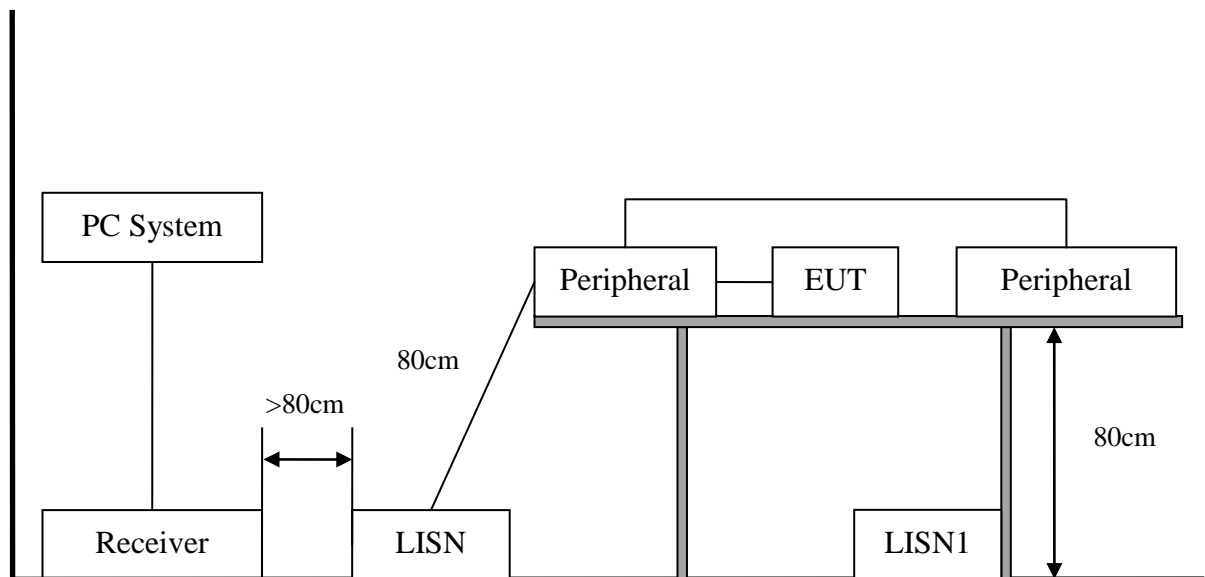 PC System
Peripheral
EUT
Peripheral
80cm
>80cm
80cm
Receiver
LISN
LISN1